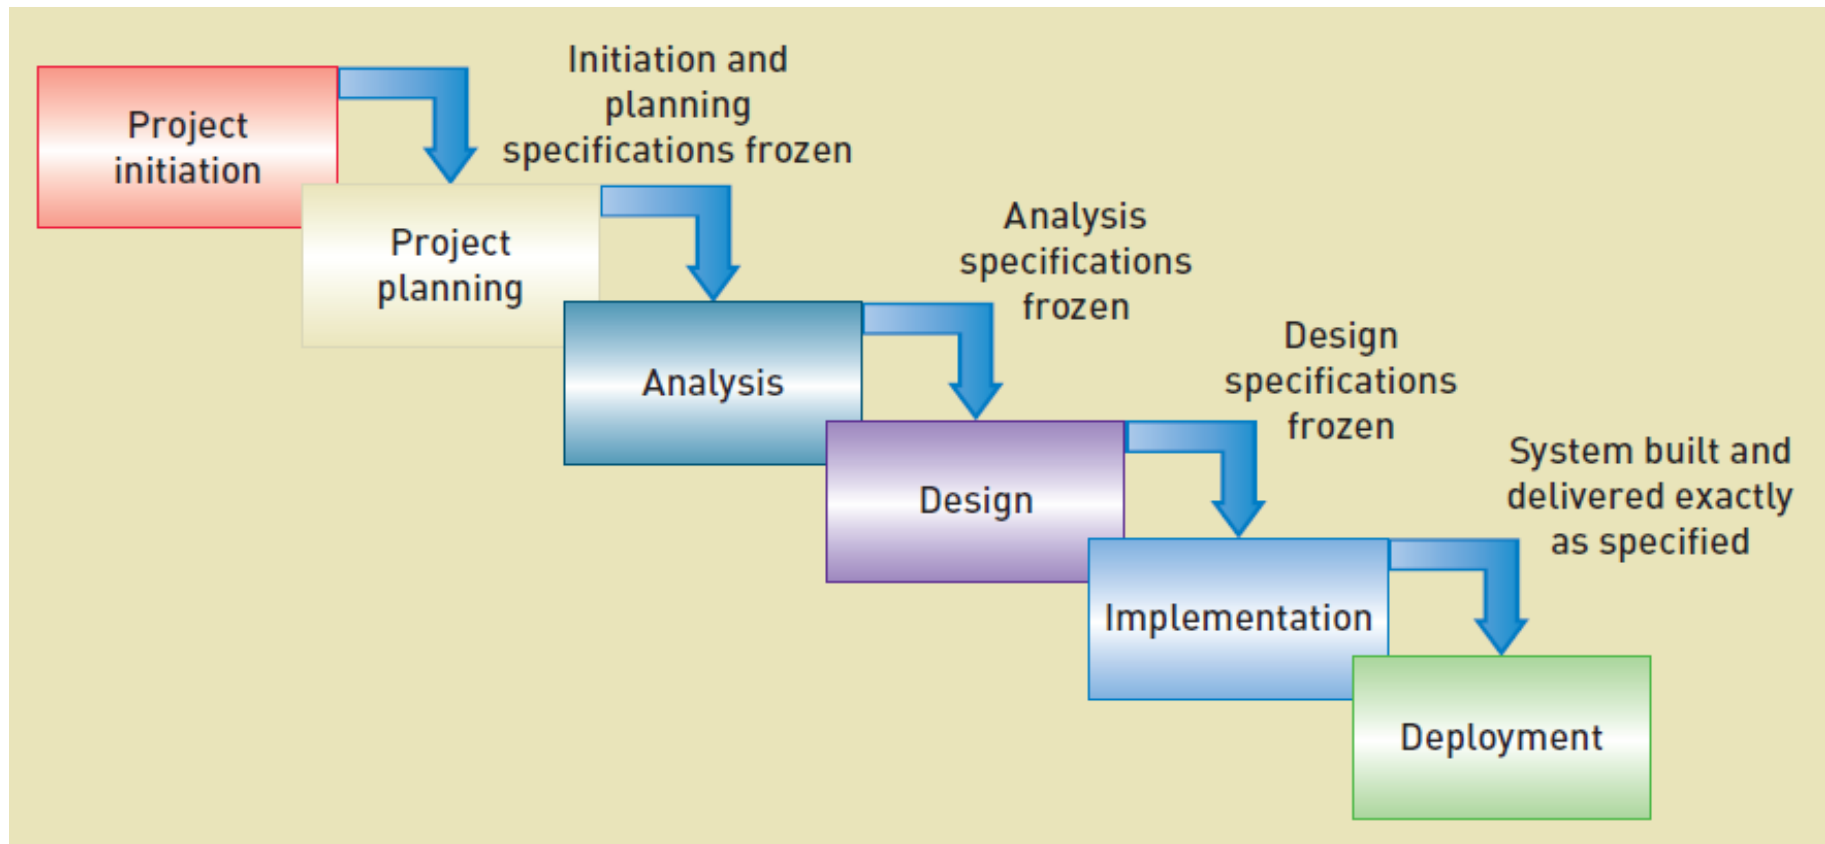 Project
initiation
Initiation and
planning
specifications frozen
Project
planning
Analysis
specifications
frozen
Analysis
Design
specifications
frozen
Design
System built and
delivered exactly
as specified
Implementation
Deployment